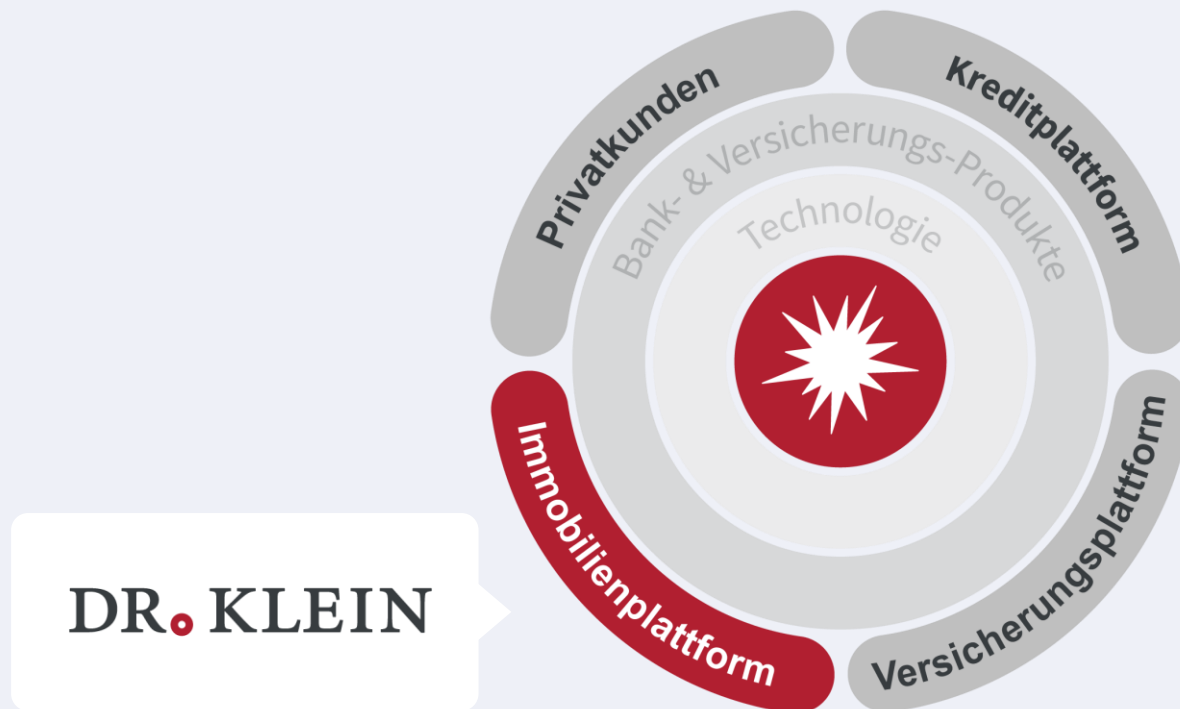 Privatkunden
Kreditplattform
Bank- & Versicherungs-Produkte
Technologie
Immobilienplattform
Versicherungsplattform
DR. KLEIN